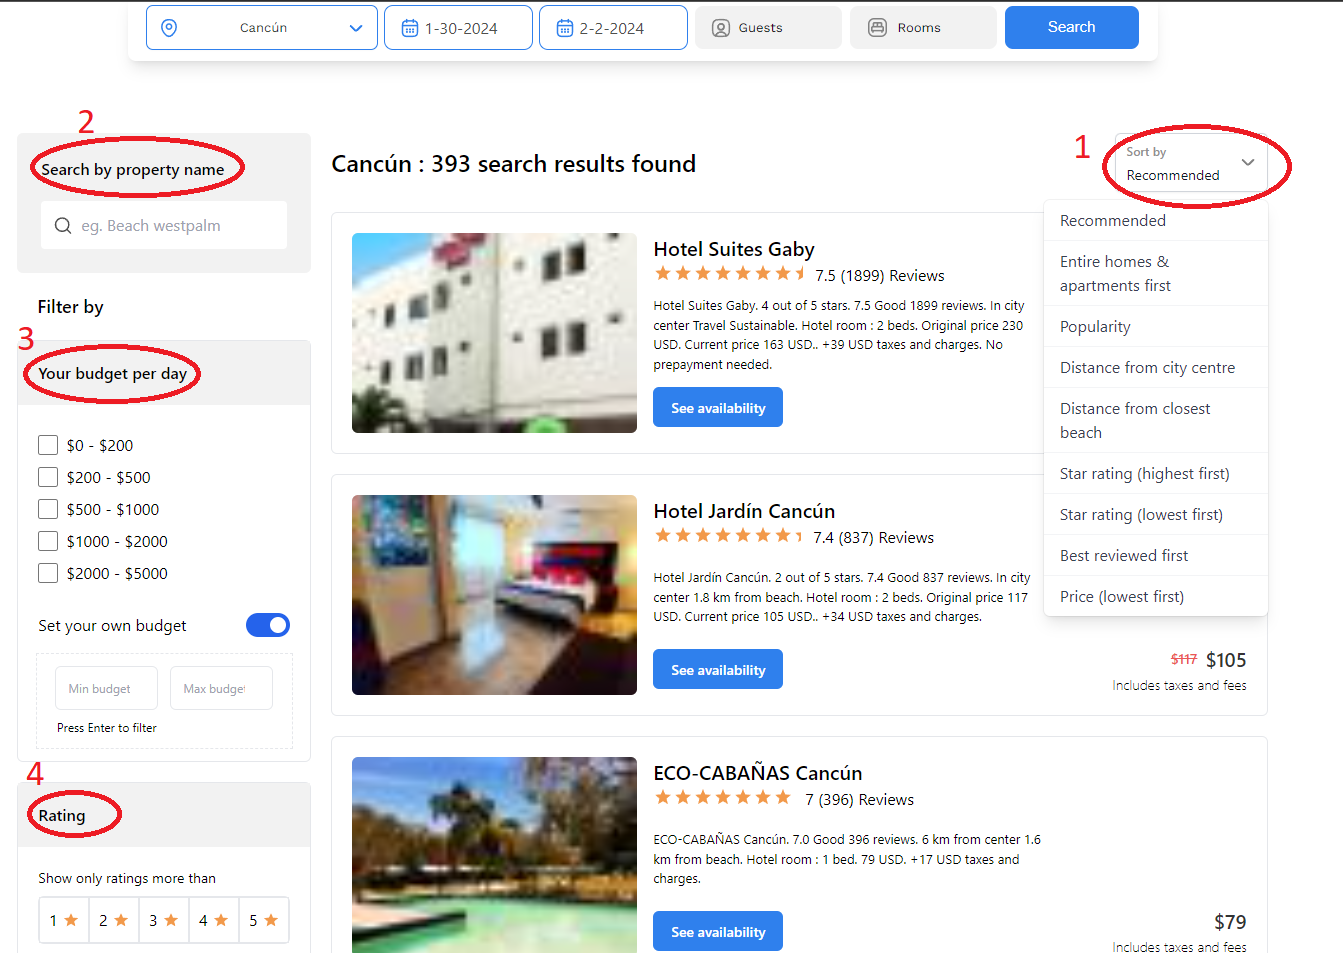 Cancún
1-30-2024
2-2-2024
Guests
Rooms
Search
2
Search by property name
eg. Beach westpalm
Filter by
3
Your budget per day
$0 - $200
$200 - $500
$500 - $1000
$1000 - $2000
$2000 - $5000
Set your own budget
Min budget
Max budget
Press Enter to filter
4
Rating
Show only ratings more than
1
2
3
4
5
Cancún : 393 search results found
1
Sort by
Recommended
Recommended
Entire homes &
apartments first
Popularity
Distance from city centre
Distance from closest
beach
Star rating (highest first)
Star rating (lowest first)
Best reviewed first
Price (lowest first)
Hotel Suites Gaby
7.5 (1899) Reviews
Hotel Suites Gaby. 4 out of 5 stars. 7.5 Good 1899 reviews. In city
center Travel Sustainable. Hotel room : 2 beds. Original price 230
USD. Current price 163 USD.. +39 USD taxes and charges. No
prepayment needed.
See availability
Hotel Jardín Cancún
7.4 (837) Reviews
Hotel Jardín Cancún. 2 out of 5 stars. 7.4 Good 837 reviews. In city
center 1.8 km from beach. Hotel room : 2 beds. Original price 117
USD. Current price 105 USD.. +34 USD taxes and charges.
See availability
$117 $105
Includes taxes and fees
ECO-CABAÑAS Cancún
7 (396) Reviews
ECO-CABAÑAS Cancún. 7.0 Good 396 reviews. 6 km from center 1.6
km from beach. Hotel room : 1 bed. 79 USD. +17 USD taxes and
charges.
See availability
$79
Includes taxes and fees